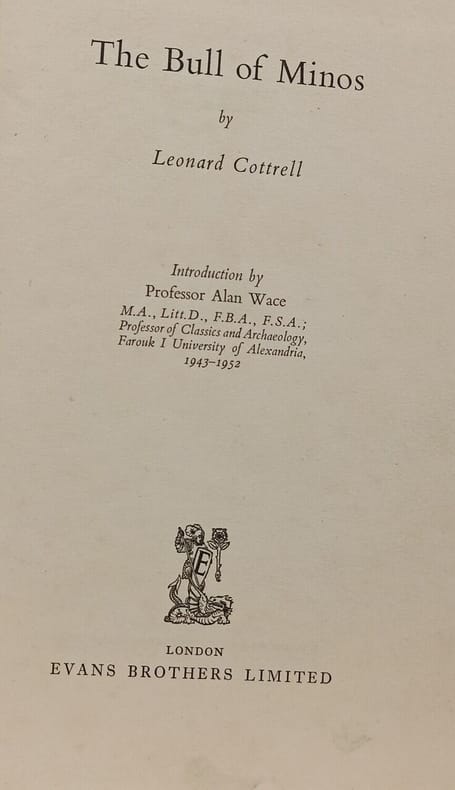 The Bull of Minos
by
Leonard Cottrell
Introduction by
Professor Alan Wace
M.A., Litt.D., F.B.A., F.S.A.;
Professor of Classics and Archaeology,
Farouk I University of Alexandria,
1943–1952
E
LONDON
EVANS BROTHERS LIMITED